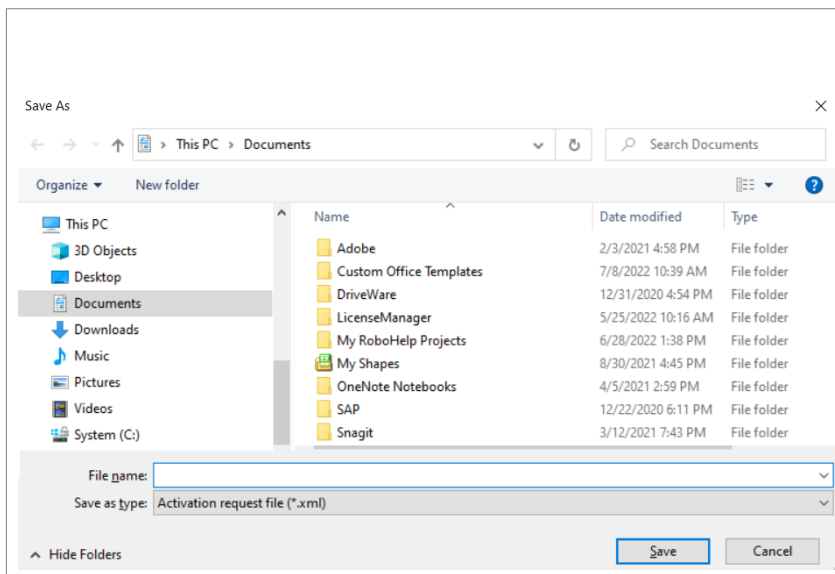 Save As
This PC > Documents
Search Documents
Organize
New folder
?
Name
Date modified
Type
This PC
3D Objects
Desktop
Documents
Downloads
Music
Pictures
Videos
System (C:)
Adobe 2/3/2021 4:58 PM File folder
Custom Office Templates 7/8/2022 10:39 AM File folder
DriveWare 12/31/2020 4:54 PM File folder
LicenseManager 5/25/2022 10:16 AM File folder
My RoboHelp Projects 6/28/2022 1:38 PM File folder
My Shapes 8/30/2021 4:45 PM File folder
OneNote Notebooks 4/5/2021 2:59 PM File folder
SAP 12/22/2020 6:11 PM File folder
Snagit 3/12/2021 7:43 PM File folder
File name:
Save as type: Activation request file (*.xml)
Hide Folders
Save
Cancel